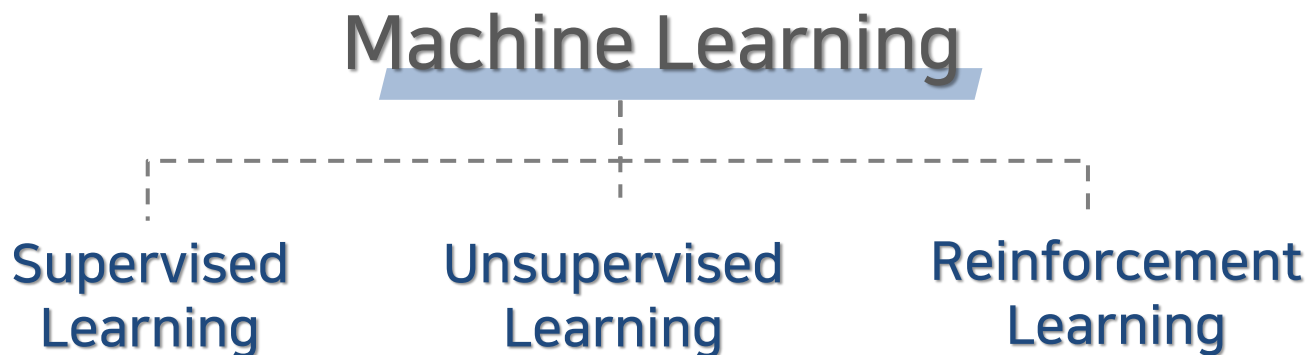 Machine Learning
Supervised
Learning
Unsupervised
Learning
Reinforcement
Learning